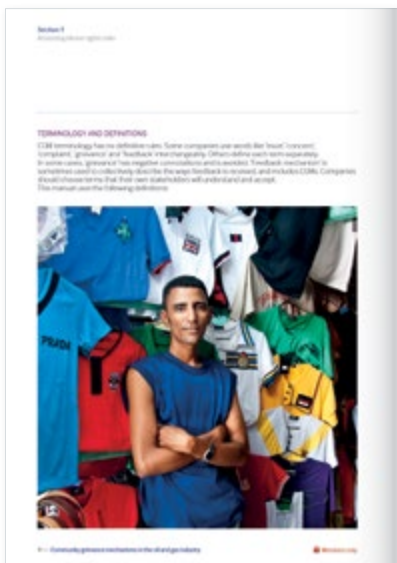 Section 1
TERMINOLOGY AND DEFINITIONS
CGM terminology has no definitive rules. Some companies use words like 'issue', 'concern',
'complaint', 'grievance' and 'feedback' interchangeably. Others define each term separately.
In some cases, 'grievance' has negative connotations and is avoided. 'Feedback mechanism' is
sometimes used to collectively describe the ways feedback is received, and includes CGMs. Companies
should choose terms that their own stakeholders will understand and accept.
This manual uses the following definitions:
PRADA
Community grievance mechanisms in the oil and gas industry